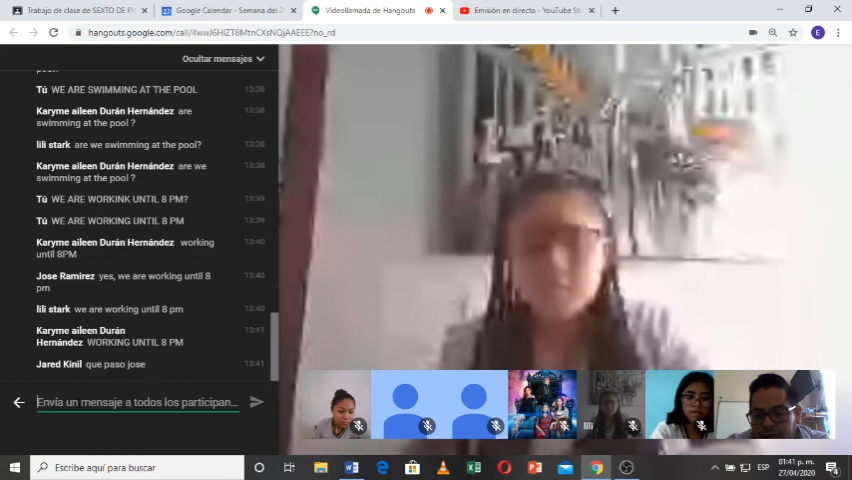 Trabajo de clase de SEXTO DE PR
Google Calendar - Semana del 2
Videollamada de Hangouts
Emisión en directo - YouTube St
hangouts.google.com/call/4wwJ6HIZT8MtnCXsNQjAAEEE?no_rd
E
Ocultar mensajes
Tú WE ARE SWIMMING AT THE POOL 13:38
Karyme aileen Durán Hernández are 13:38
swimming at the pool ?
lili stark are we swimming at the pool? 13:38
Karyme aileen Durán Hernández are we 13:38
swimming at the pool ?
Tú WE ARE WORKINK UNTIL 8 PM? 13:39
Tú WE ARE WORKING UNTIL 8 PM 13:39
Karyme aileen Durán Hernández working 13:40
until 8PM
Jose Ramirez yes, we are working until 8 13:40
pm
lili stark we are working until 8 pm 13:40
Karyme aileen Durán 13:41
Hernández WORKING UNTIL 8 PM
Jared Kinil que paso jose 13:41
Envía un mensaje a todos los participan...
lili
Escribe aquí para buscar
ESP
01:41 p. m.
27/04/2020
4